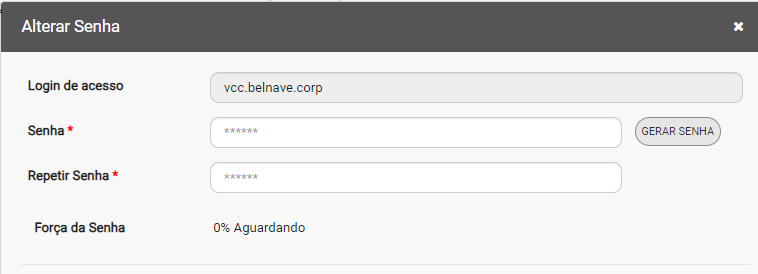 Alterar Senha
Login de acesso vcc.belnave.corp
Senha * ****** GERAR SENHA
Repetir Senha * ******
Força da Senha 0% Aguardando